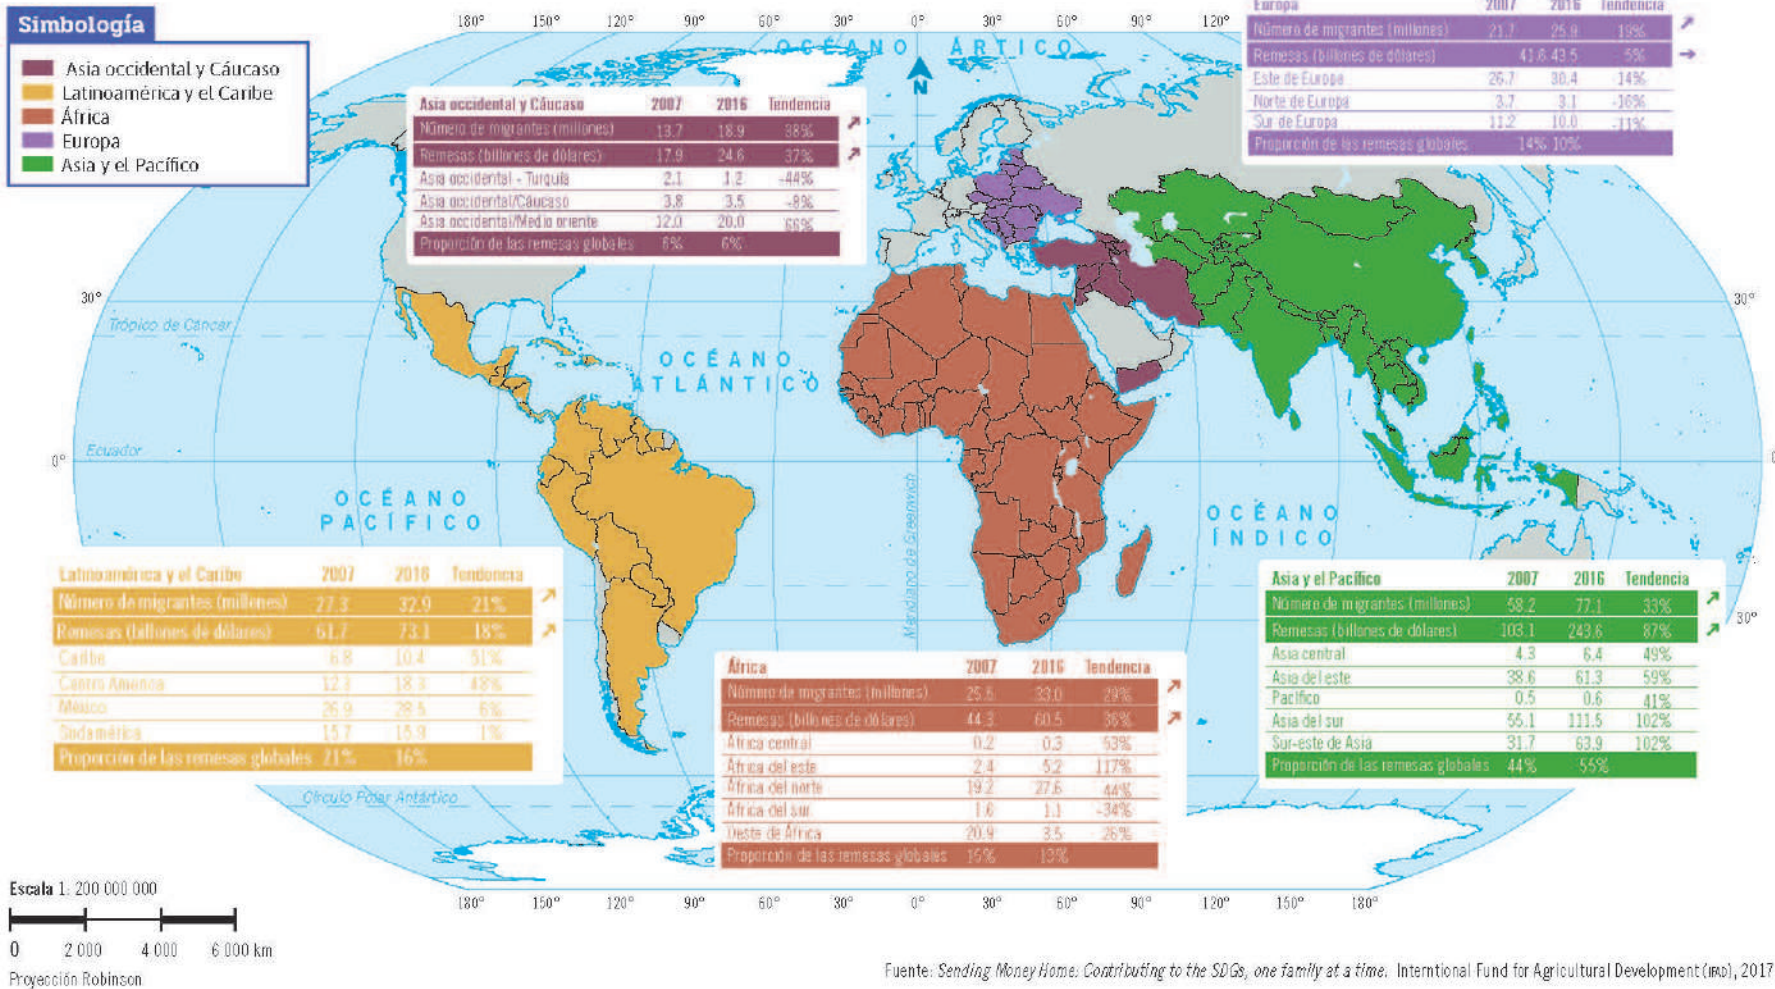 Simbología
Asia occidental y Cáucaso
Latinoamérica y el Caribe
África
Europa
Asia y el Pacífico
180° 150° 120° 90° 60° 30° 0° 30° 60° 90° 120°
OCÉANO ÁRTICO
N
Europa 2007 2016 Tendencia
Número de migrantes (millones) 21.7 25.9 19%
Remesas (billones de dólares) 41.6 43.5 -5%
Este de Europa 26.7 30.4 -14%
Norte de Europa 3.7 3.1 -16%
Sur de Europa 11.2 10.0 -11%
Proporción de las remesas globales 14% 10%
Asia occidental y Cáucaso 2007 2016 Tendencia
Número de migrantes (millones) 13.7 18.9 38%
Remesas (billones de dólares) 17.9 24.6 37%
Asia occidental - Turquía 2.1 1.2 -44%
Asia occidental/Cáucaso 3.8 3.5 -8%
Asia occidental/Medio oriente 12.0 20.0 66%
Proporción de las remesas globales 6% 6%
30°
30°
Trópico de Cáncer
OCÉANO
ATLÁNTICO
0°
Ecuador
OCÉANO
PACÍFICO
Meridiano de Greenwich
OCÉANO
ÍNDICO
Latinoamérica y el Caribe 2007 2016 Tendencia
Número de migrantes (millones) 27.3 32.9 21%
Remesas (billones de dólares) 61.7 73.1 18%
Caribe 6.8 10.4 51%
Centro America 12.3 18.3 48%
México 26.9 28.5 6%
Sudamérica 15.7 15.9 1%
Proporción de las remesas globales 21% 16%
Asia y el Pacífico 2007 2016 Tendencia
Número de migrantes (millones) 58.2 77.1 33%
Remesas (billones de dólares) 103.1 243.6 87%
Asia central 4.3 6.4 49%
Asia del este 38.6 61.3 59%
Pacífico 0.5 0.6 41%
Asia del sur 55.1 111.5 102%
Sur-este de Asia 31.7 63.9 102%
Proporción de las remesas globales 44% 55%
30°
África 2007 2016 Tendencia
Número de migrantes (millones) 25.5 33.0 29%
Remesas (billones de dólares) 44.3 60.5 36%
África central 0.2 0.3 53%
África del este 2.4 5.2 117%
África del norte 19.2 27.6 44%
África del sur 1.6 1.1 -34%
Oeste de África 20.9 3.5 26%
Proporción de las remesas globales 15% 13%
Círculo Polar Antártico
180° 150° 120° 90° 60° 30° 0° 30° 60° 90° 120° 150° 180°
Escala 1: 200 000 000
0 2 000 4 000 6 000 km
Proyección Robinson
Fuente: Sending Money Home: Contributing to the SDGs, one family at a time. Interntional Fund for Agricultural Development (IFAD), 2017